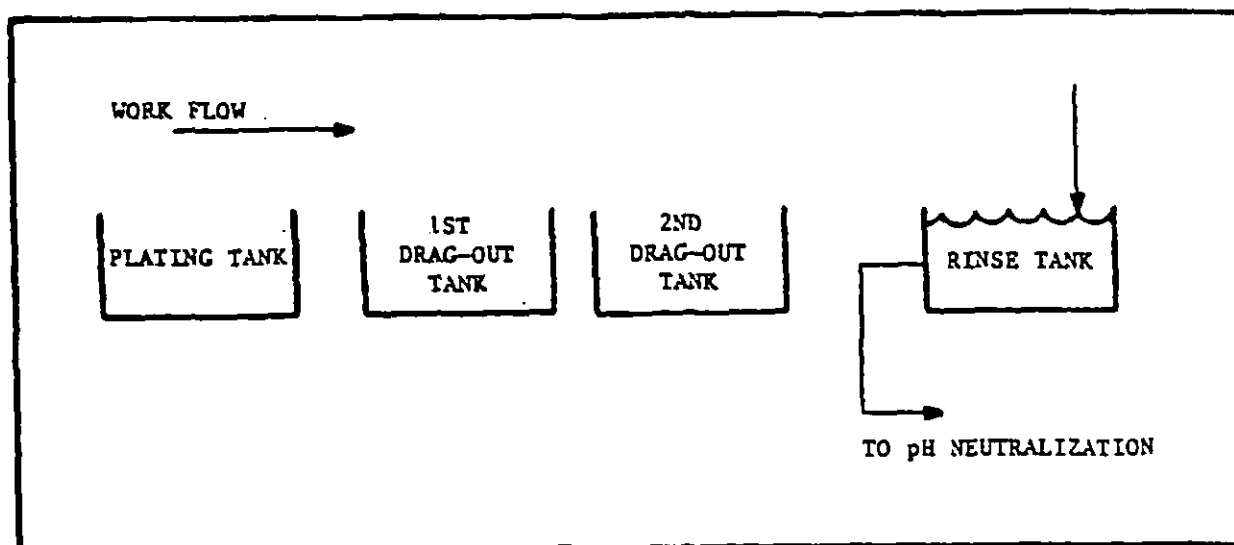 WORK FLOW
PLATING TANK
1ST
DRAG-OUT
TANK
2ND
DRAG-OUT
TANK
RINSE TANK
TO pH NEUTRALIZATION